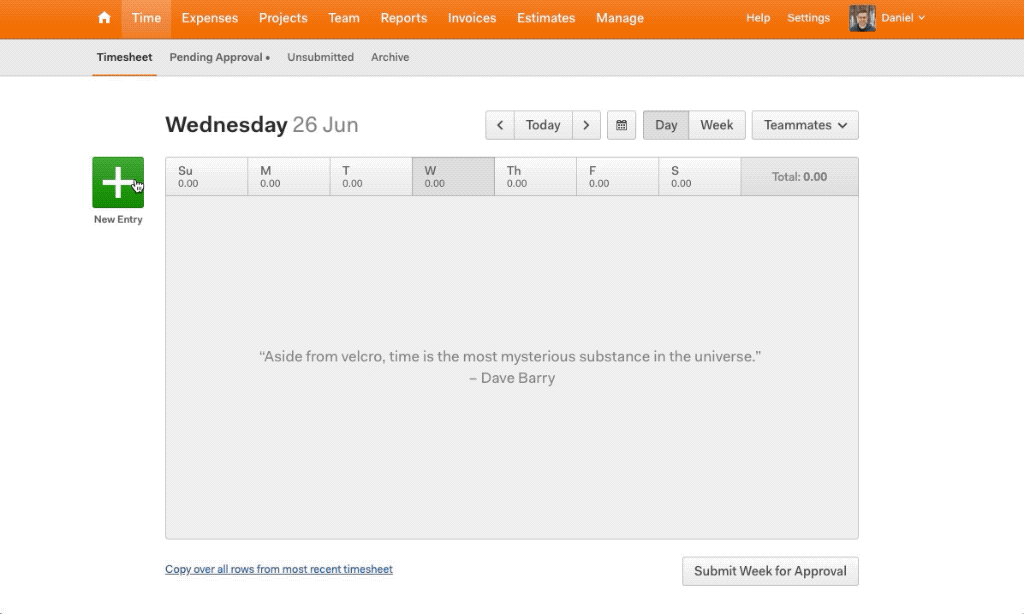 Time Expenses Projects Team Reports Invoices Estimates Manage Help Settings Daniel
Timesheet Pending Approval • Unsubmitted Archive
Wednesday 26 Jun Today Day Week Teammates
Su M T W Th F S Total: 0.00
0.00 0.00 0.00 0.00 0.00 0.00 0.00
New Entry
“Aside from velcro, time is the most mysterious substance in the universe.”
– Dave Barry
Copy over all rows from most recent timesheet Submit Week for Approval